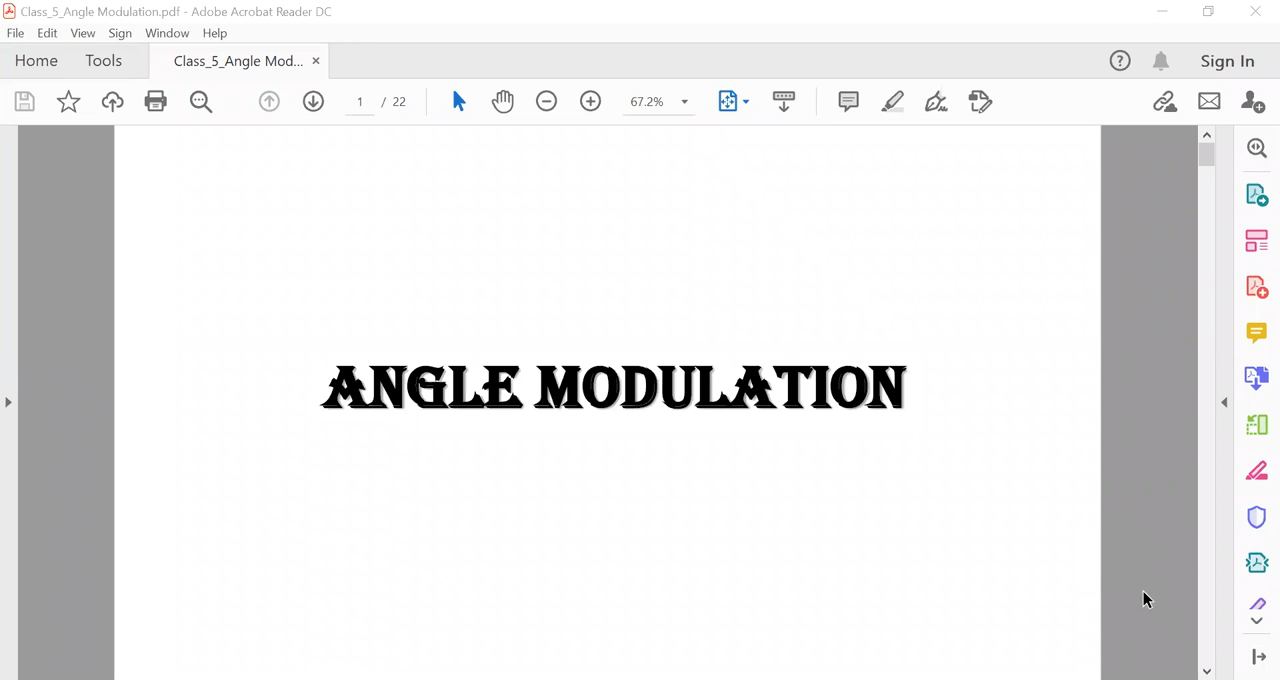 Class_5_Angle Modulation.pdf - Adobe Acrobat Reader DC
File Edit View Sign Window Help
Home Tools Class_5_Angle Mod... × Sign In
1 / 22 67.2%
ANGLE MODULATION